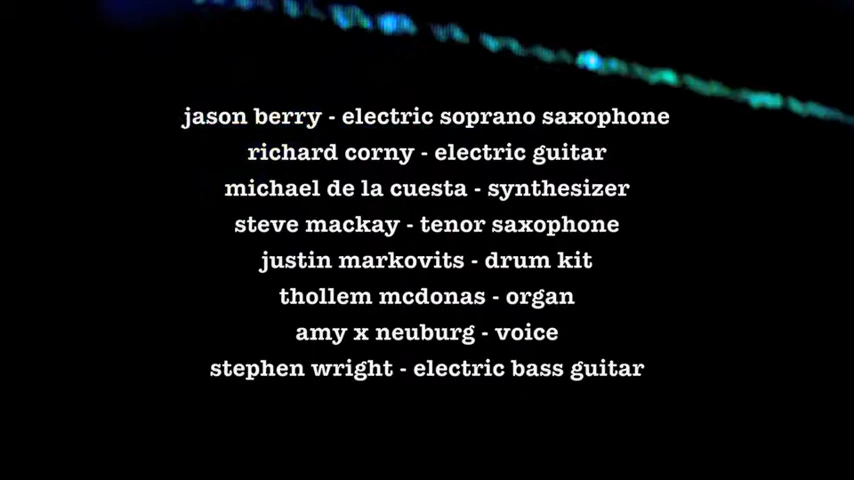 jason berry - electric soprano saxophone
richard corny - electric guitar
michael de la cuesta - synthesizer
steve mackay - tenor saxophone
justin markovits - drum kit
thollem mcdonas - organ
amy x neuburg - voice
stephen wright - electric bass guitar